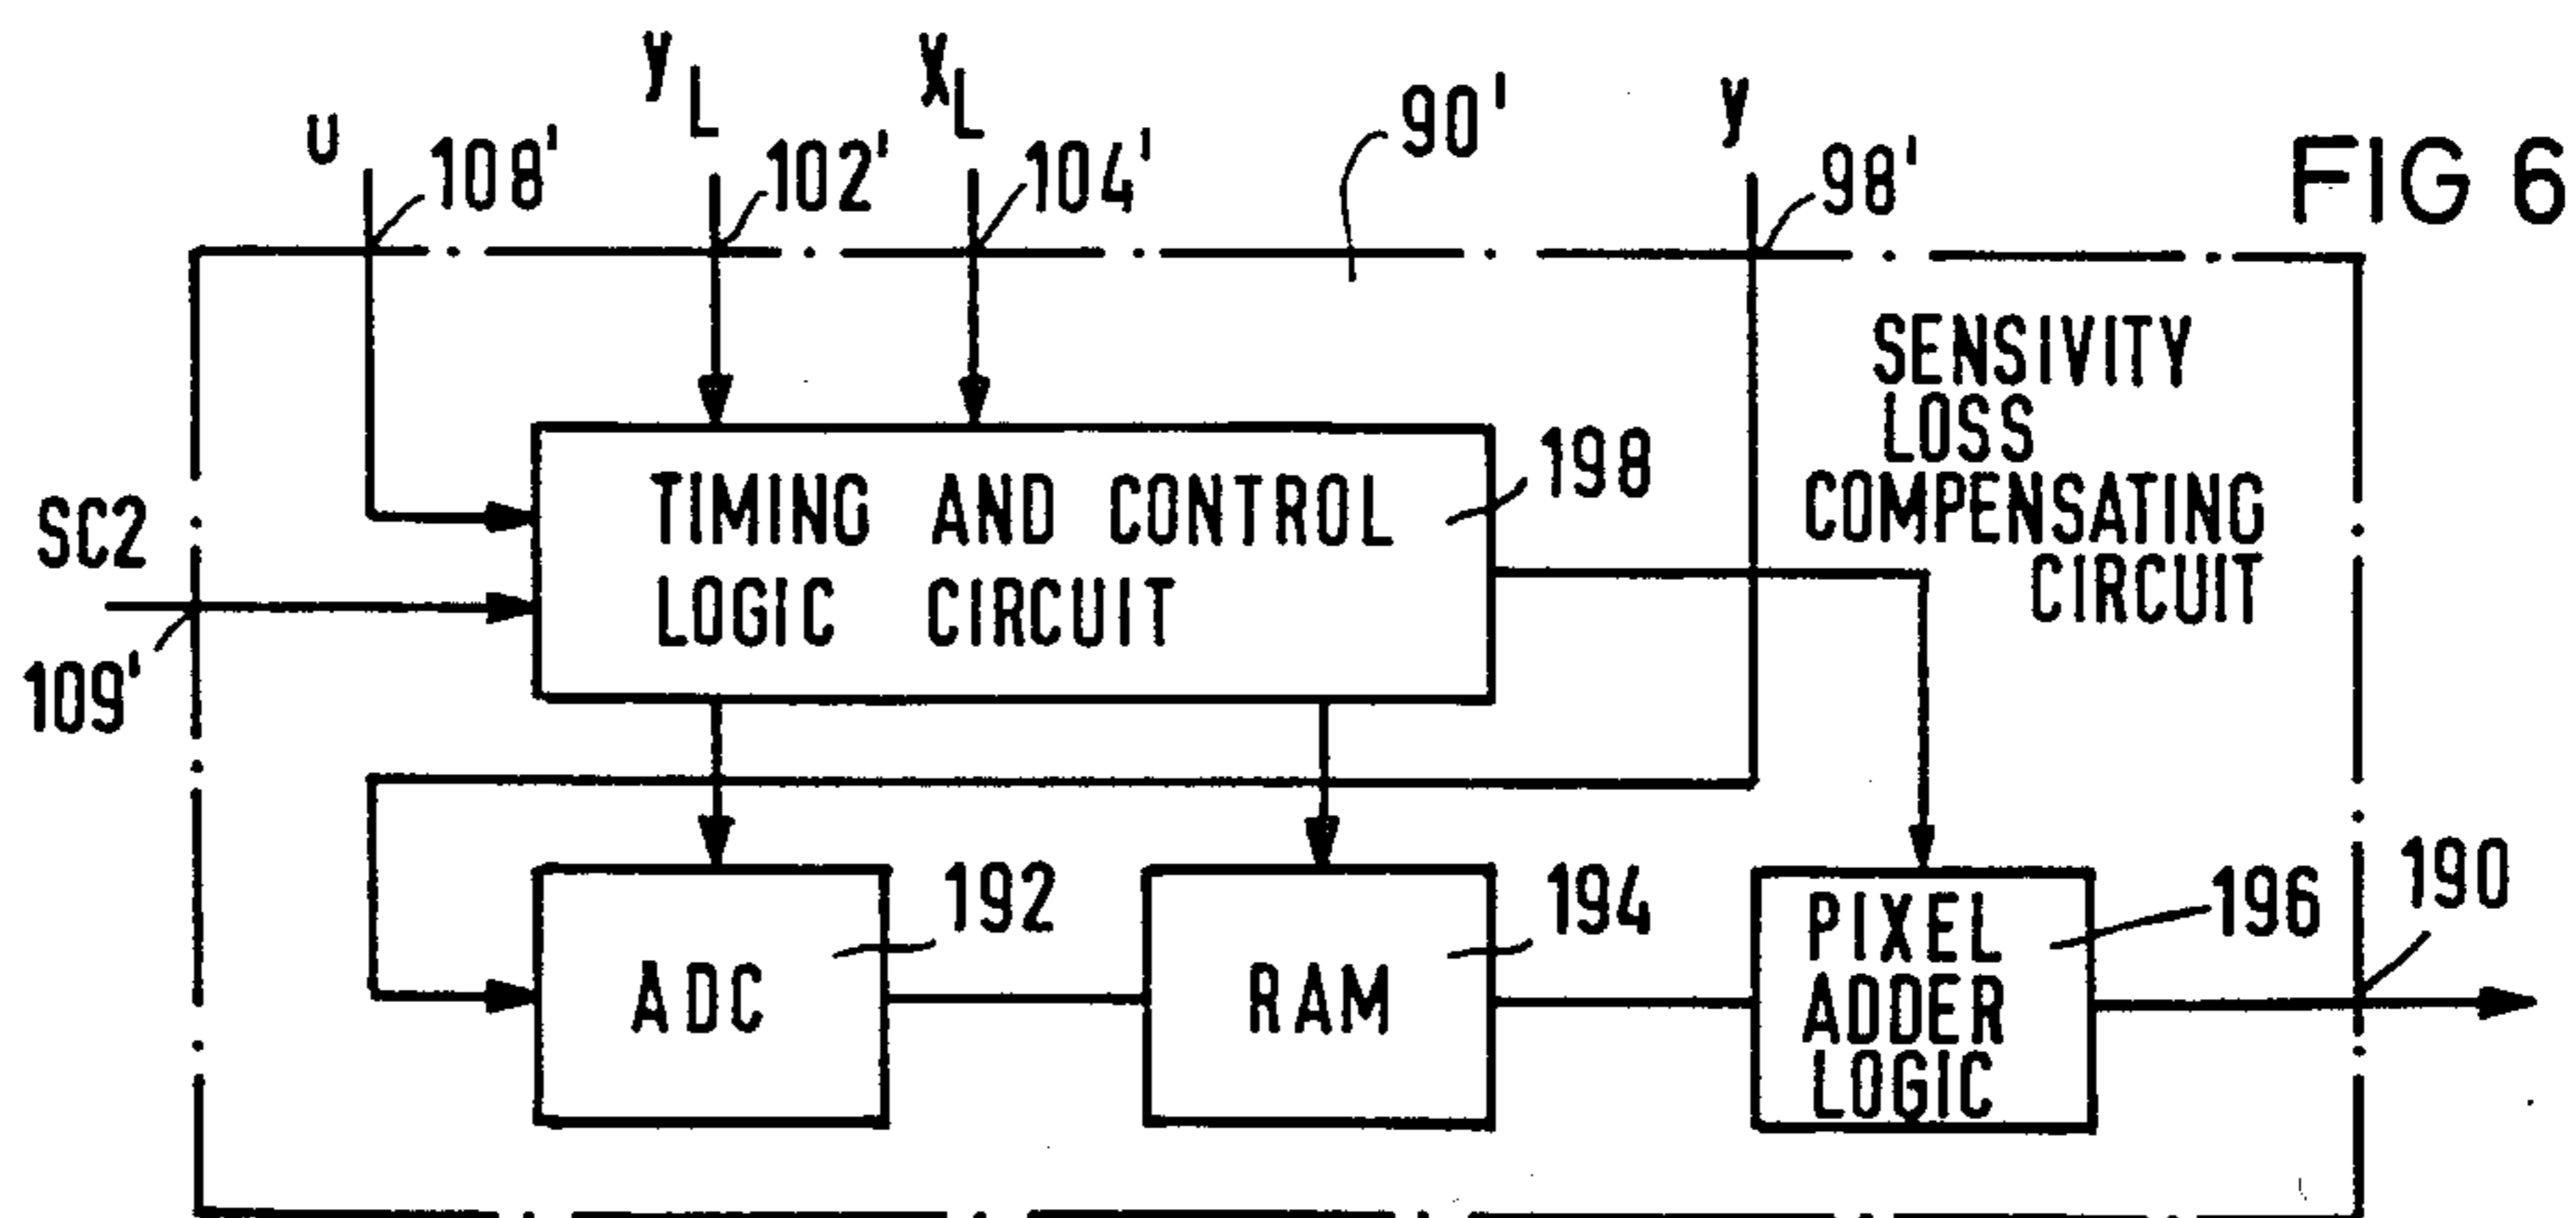 U
y L
X L
y
108'
102'
104'
90'
98'
FIG 6
SENSIVITY
LOSS
COMPENSATING
CIRCUIT
SC2
109'
TIMING AND CONTROL
LOGIC CIRCUIT
198
ADC
192
RAM
194
PIXEL
ADDER
LOGIC
196
190